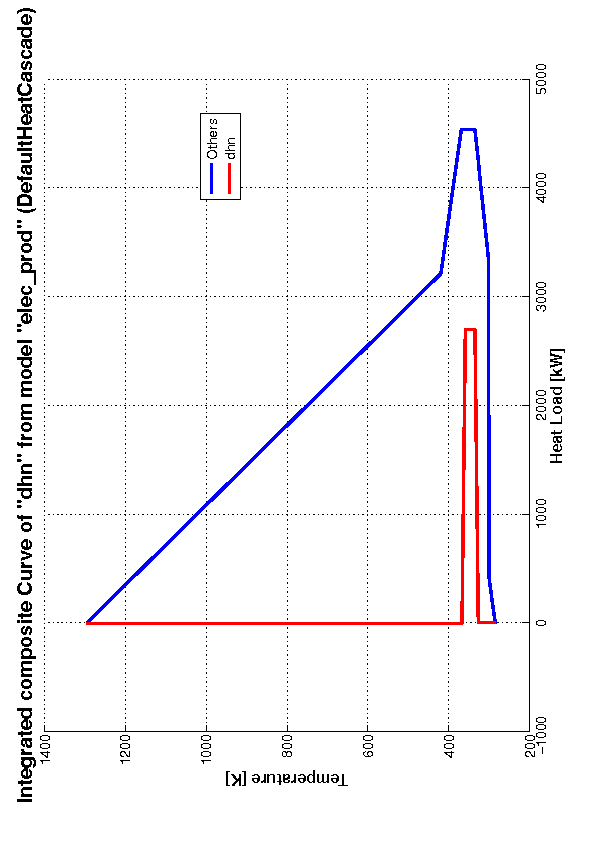 Integrated composite Curve of "dhn" from model "elec_prod" (DefaultHeatCascade)
1400
1200
1000
800
600
400
200
Temperature [K]
-1000
0
1000
2000
3000
4000
5000
Heat Load [kW]
Others
dhn